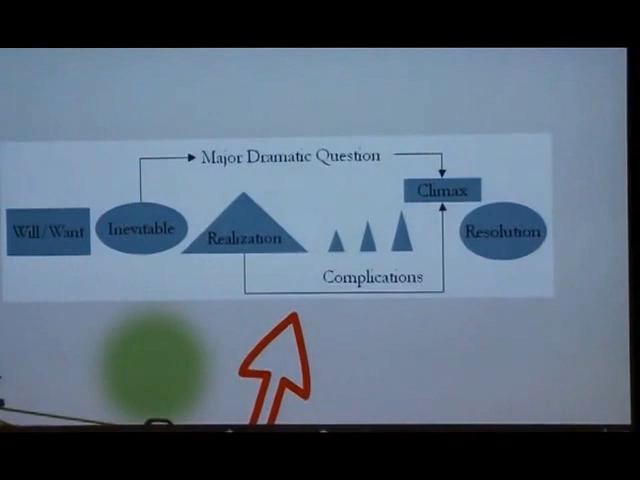 Major Dramatic Question
Climax
Will/Want
Inevitable
Realization
Resolution
Complications